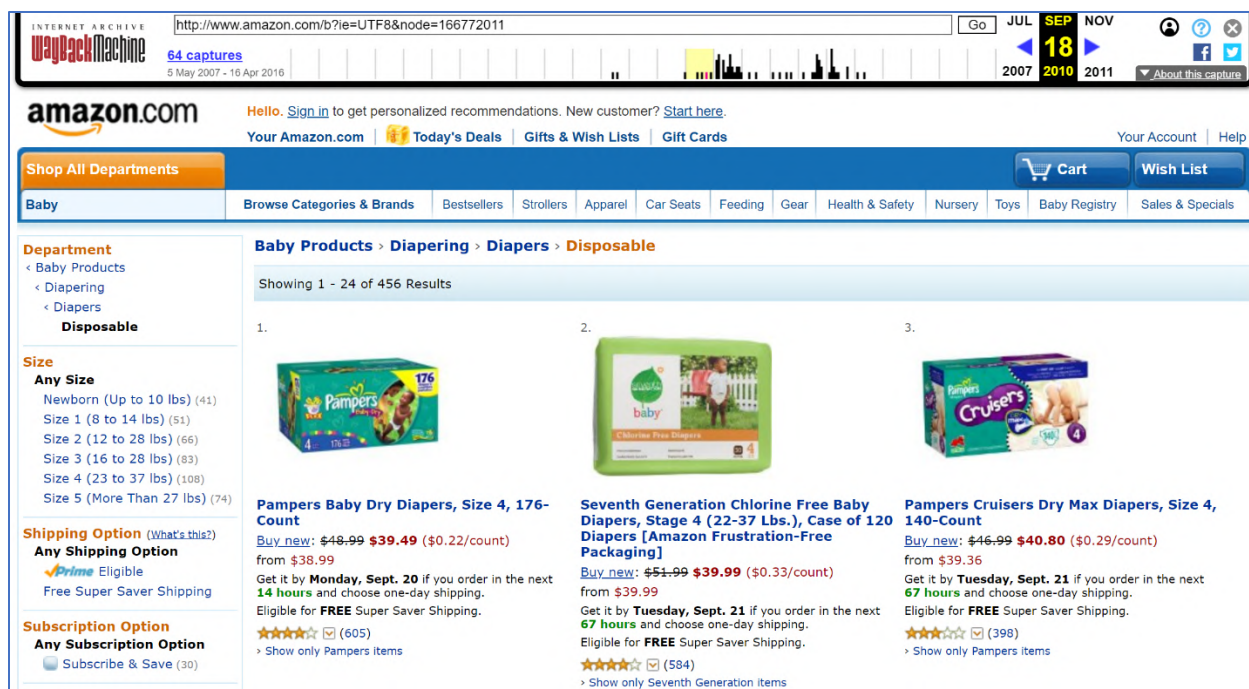 INTERNET ARCHIVE
WayBackMachine
http://www.amazon.com/b?ie=UTF8&node=166772011
Go
JUL SEP NOV
18
2007 2010 2011
64 captures
5 May 2007 - 16 Apr 2016
About this capture
amazon.com
Hello. Sign in to get personalized recommendations. New customer? Start here.
Your Amazon.com | Today's Deals | Gifts & Wish Lists | Gift Cards
Your Account | Help
Shop All Departments
Cart
Wish List
Baby
Browse Categories & Brands
Bestsellers
Strollers
Apparel
Car Seats
Feeding
Gear
Health & Safety
Nursery
Toys
Baby Registry
Sales & Specials
Department
‹ Baby Products
‹ Diapering
‹ Diapers
Disposable
Size
Any Size
Newborn (Up to 10 lbs) (41)
Size 1 (8 to 14 lbs) (51)
Size 2 (12 to 28 lbs) (66)
Size 3 (16 to 28 lbs) (83)
Size 4 (23 to 37 lbs) (108)
Size 5 (More Than 27 lbs) (74)
Shipping Option (What's this?)
Any Shipping Option
Prime Eligible
Free Super Saver Shipping
Subscription Option
Any Subscription Option
Subscribe & Save (30)
Baby Products › Diapering › Diapers › Disposable
Showing 1 - 24 of 456 Results
1.
176
Pampers
Baby Dry
4 176
Pampers Baby Dry Diapers, Size 4, 176-
Count
Buy new: $48.99 $39.49 ($0.22/count)
from $38.99
Get it by Monday, Sept. 20 if you order in the next
14 hours and choose one-day shipping.
Eligible for FREE Super Saver Shipping.
(605)
› Show only Pampers items
2.
seventh
baby
Chlorine Free Diapers
30 4
Seventh Generation Chlorine Free Baby
Diapers, Stage 4 (22-37 Lbs.), Case of 120
Diapers [Amazon Frustration-Free
Packaging]
Buy new: $51.99 $39.99 ($0.33/count)
from $39.99
Get it by Tuesday, Sept. 21 if you order in the next
67 hours and choose one-day shipping.
Eligible for FREE Super Saver Shipping.
(584)
› Show only Seventh Generation items
3.
Pampers
Cruisers
140 4
Pampers Cruisers Dry Max Diapers, Size 4,
140-Count
Buy new: $46.99 $40.80 ($0.29/count)
from $39.36
Get it by Tuesday, Sept. 21 if you order in the next
67 hours and choose one-day shipping.
Eligible for FREE Super Saver Shipping.
(398)
› Show only Pampers items